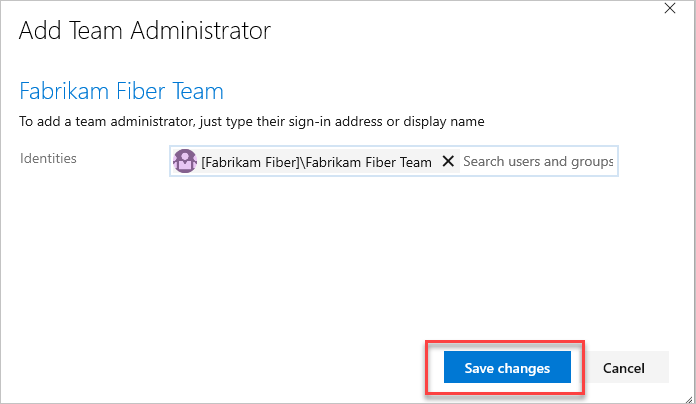 Add Team Administrator
Fabrikam Fiber Team
To add a team administrator, just type their sign-in address or display name
Identities
[Fabrikam Fiber]\Fabrikam Fiber Team
Search users and groups
Save changes
Cancel